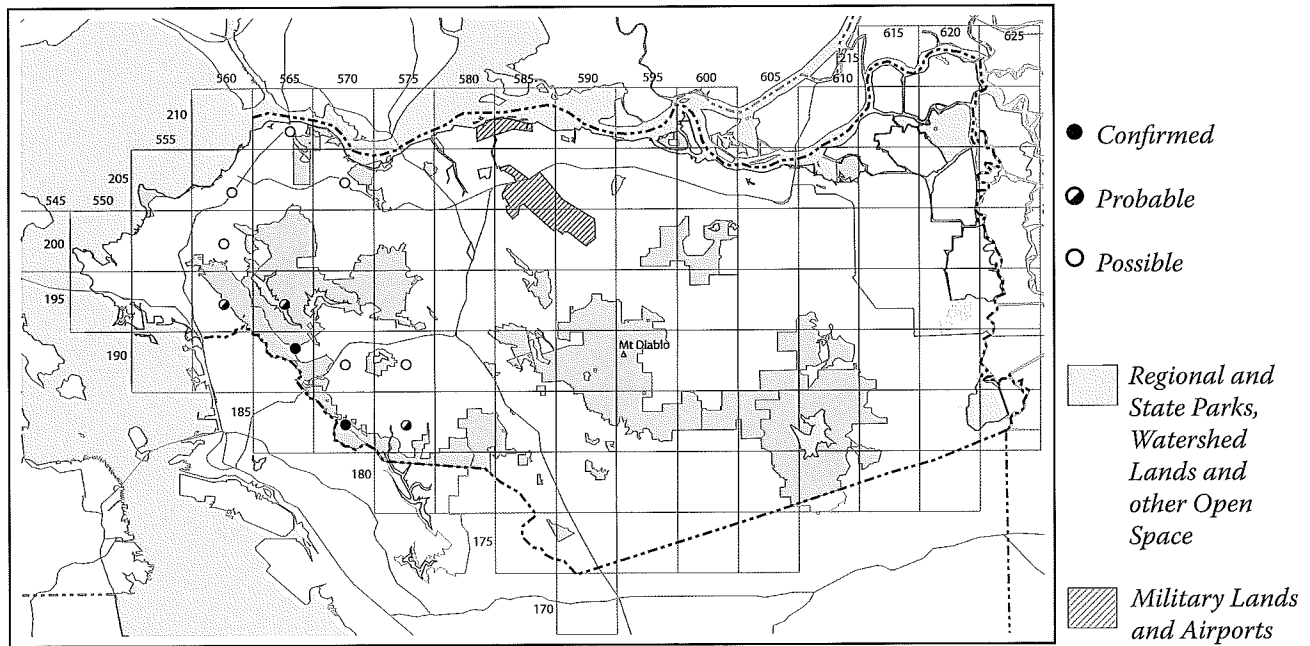 615
620
625
215
560
565
570
575
580
585
590
595
600
605
610
210
555
205
545
550
200
195
190
Mt Diablo
185
180
175
170
Confirmed
Probable
Possible
Regional and
State Parks,
Watershed
Lands and
other Open
Space
Military Lands
and Airports